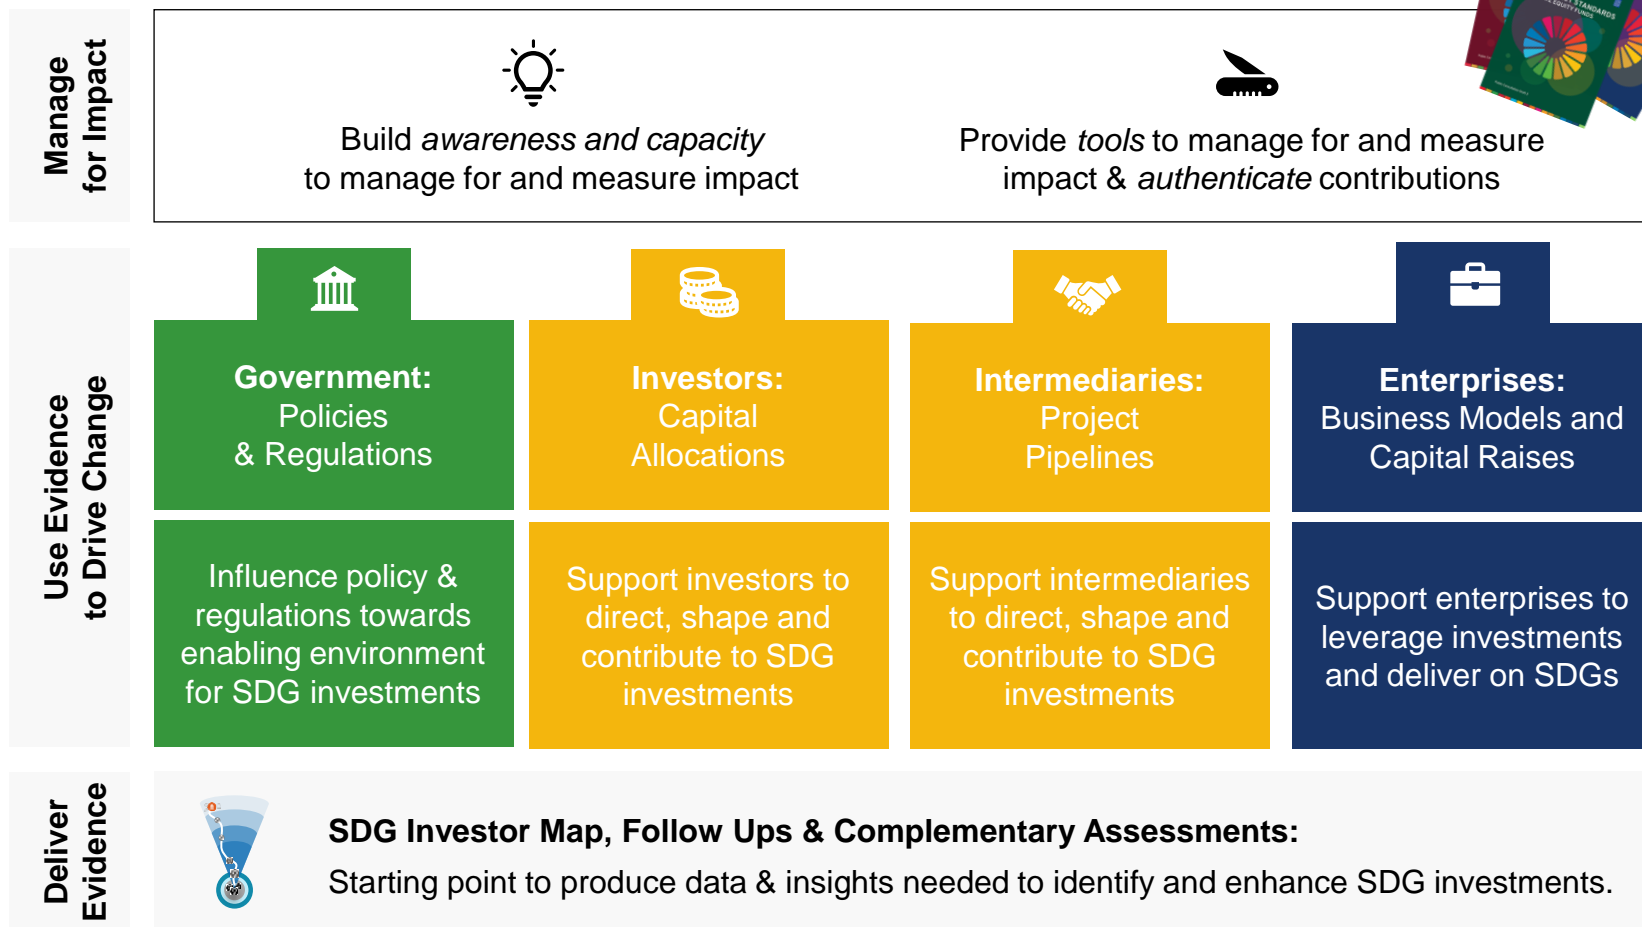 Manage
for Impact
STANDARDS
EQUITY FUNDS
Build awareness and capacity
to manage for and measure impact
Provide tools to manage for and measure
impact & authenticate contributions
Use Evidence
to Drive Change
Government:
Policies
& Regulations
Investors:
Capital
Allocations
Intermediaries:
Project
Pipelines
Enterprises:
Business Models and
Capital Raises
Influence policy &
regulations towards
enabling environment
for SDG investments
Support investors to
direct, shape and
contribute to SDG
investments
Support intermediaries
to direct, shape and
contribute to SDG
investments
Support enterprises to
leverage investments
and deliver on SDGs
Deliver
Evidence
SDG Investor Map, Follow Ups & Complementary Assessments:
Starting point to produce data & insights needed to identify and enhance SDG investments.